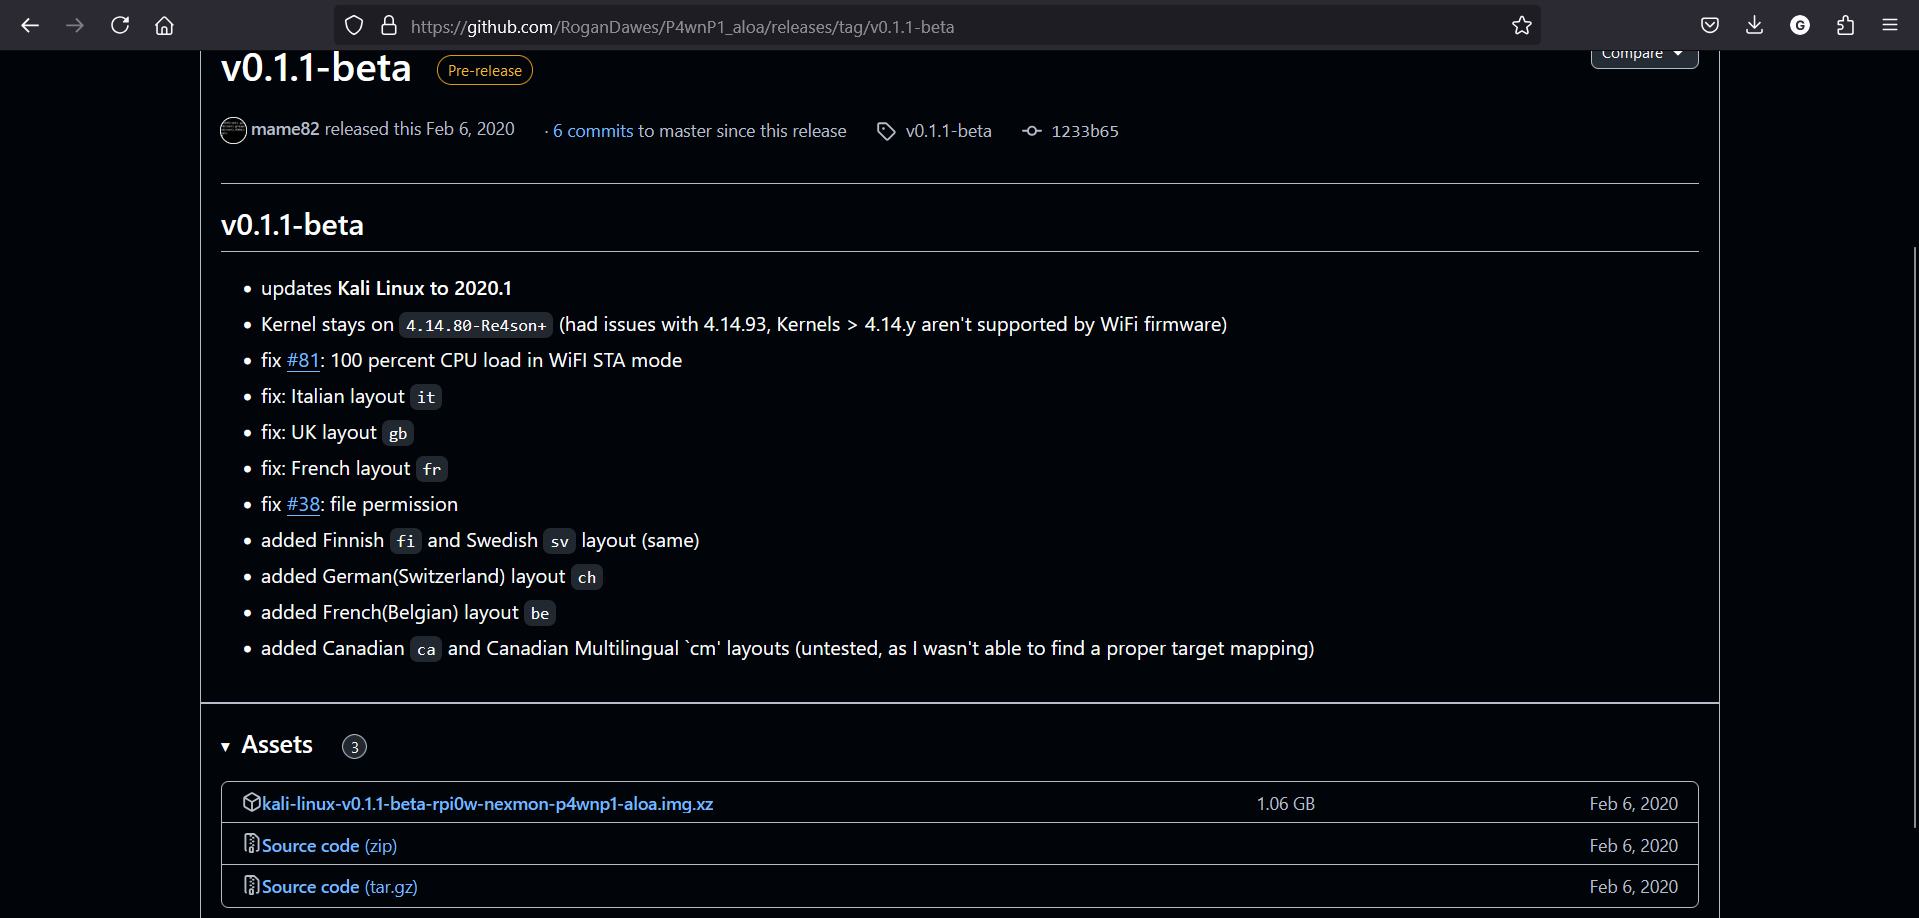 https://github.com/RoganDawes/P4wnP1_aloa/releases/tag/v0.1.1-beta
G
v0.1.1-beta Pre-release Compare
mame82 released this Feb 6, 2020 · 6 commits to master since this release v0.1.1-beta 1233b65
v0.1.1-beta
• updates Kali Linux to 2020.1
• Kernel stays on 4.14.80-Re4son+ (had issues with 4.14.93, Kernels > 4.14.y aren't supported by WiFi firmware)
• fix #81: 100 percent CPU load in WiFI STA mode
• fix: Italian layout it
• fix: UK layout gb
• fix: French layout fr
• fix #38: file permission
• added Finnish fi and Swedish sv layout (same)
• added German(Switzerland) layout ch
• added French(Belgian) layout be
• added Canadian ca and Canadian Multilingual `cm' layouts (untested, as I wasn't able to find a proper target mapping)
Assets 3
kali-linux-v0.1.1-beta-rpi0w-nexmon-p4wnp1-aloa.img.xz 1.06 GB Feb 6, 2020
Source code (zip) Feb 6, 2020
Source code (tar.gz) Feb 6, 2020